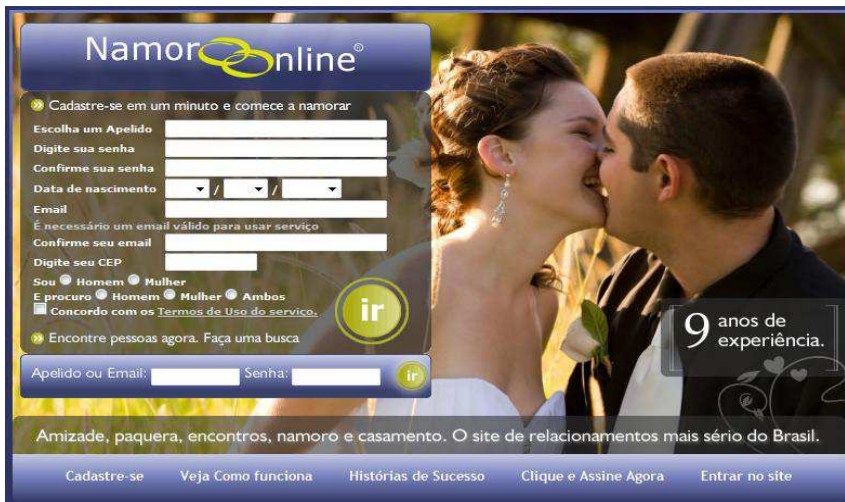 Namoro Online®
Cadastre-se em um minuto e comece a namorar
Escolha um Apelido
Digite sua senha
Confirme sua senha
Data de nascimento / /
Email
É necessário um email válido para usar serviço
Confirme seu email
Digite seu CEP
Sou Homem Mulher
E procuro Homem Mulher Ambos
Concordo com os Termos de Uso do serviço.
ir
Encontre pessoas agora. Faça uma busca
Apelido ou Email: Senha: ir
9 anos de
experiência.
Amizade, paquera, encontros, namoro e casamento. O site de relacionamentos mais sério do Brasil.
Cadastre-se Veja Como funciona Histórias de Sucesso Clique e Assine Agora Entrar no site